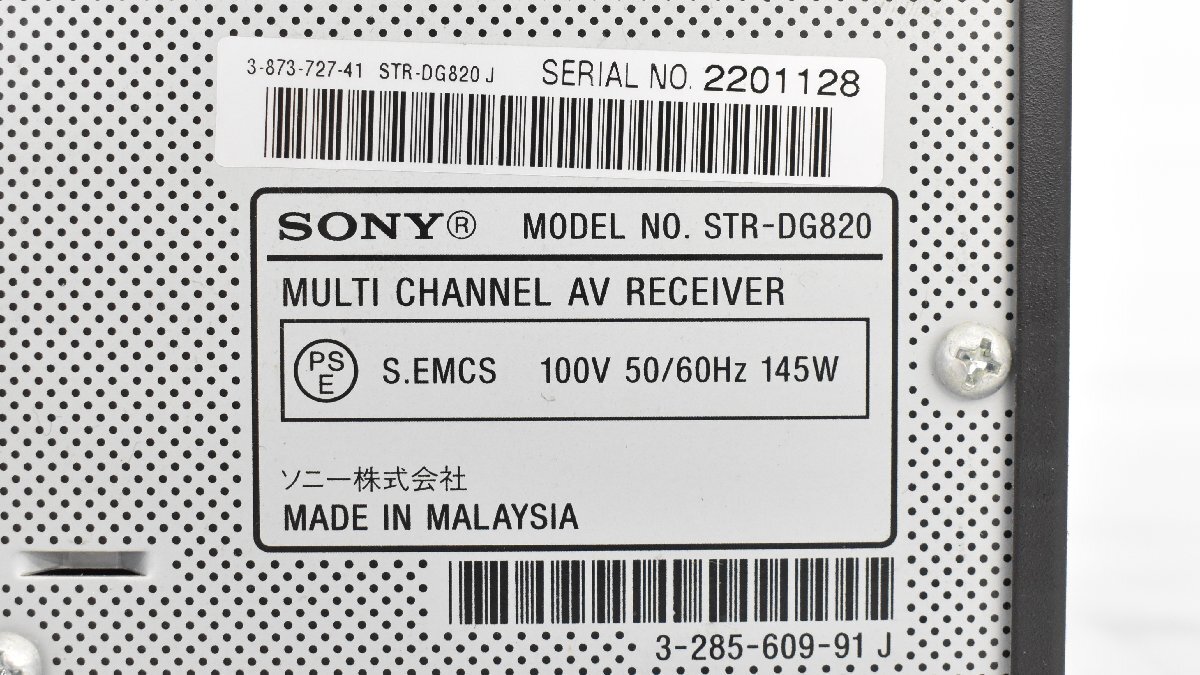 3-873-727-41 STR-DG820 J SERIAL NO. 2201128
SONY® MODEL NO. STR-DG820
MULTI CHANNEL AV RECEIVER
PSE S.EMCS 100V 50/60Hz 145W
ソニー株式会社
MADE IN MALAYSIA
3-285-609-91 J